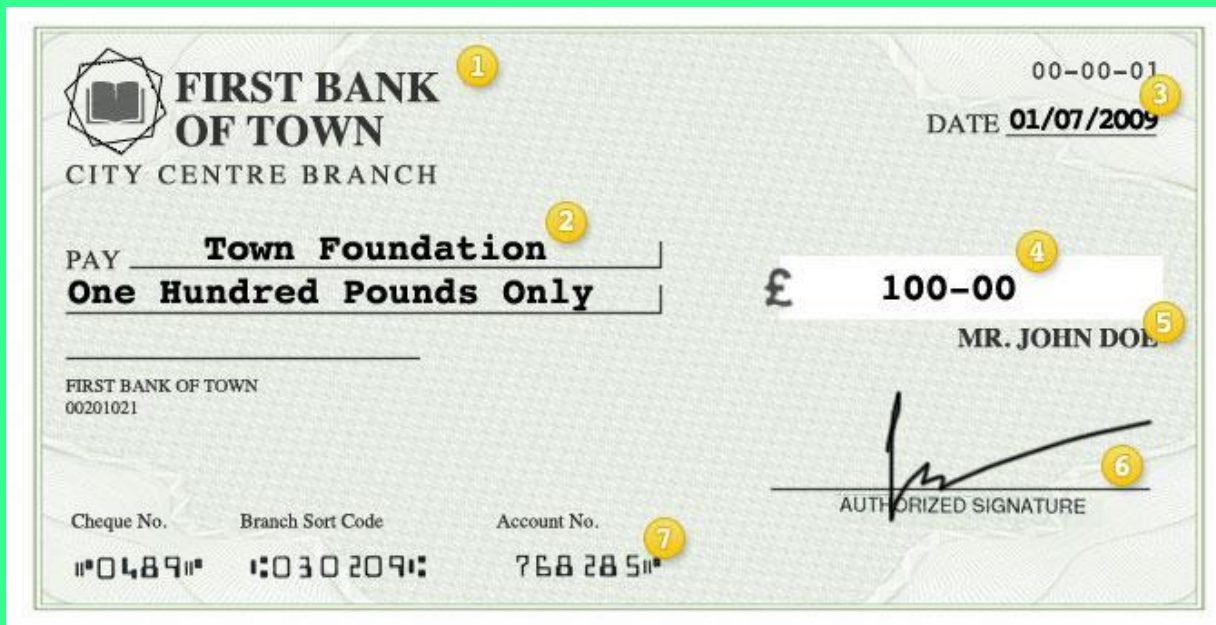 FIRST BANK
OF TOWN
CITY CENTRE BRANCH
1
00-00-01
3
DATE 01/07/2009
2
PAY Town Foundation
One Hundred Pounds Only
4
£ 100-00
5
MR. JOHN DOE
FIRST BANK OF TOWN
00201021
6
AUTHORIZED SIGNATURE
Cheque No. Branch Sort Code Account No.
7
⑈0489⑈ ⑆030209⑆ 768285⑈